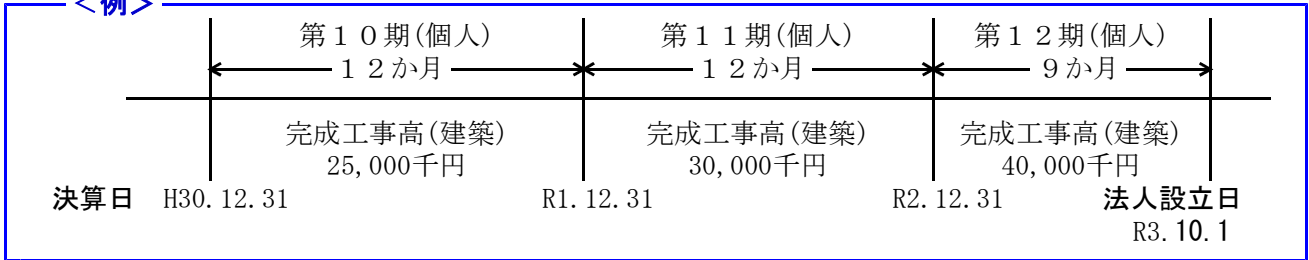 ＜例＞
第１０期(個人) 第１１期(個人) 第１２期(個人)
１２か月 １２か月 ９か月
完成工事高(建築) 完成工事高(建築) 完成工事高(建築)
25,000千円 30,000千円 40,000千円
決算日 H30.12.31 R1.12.31 R2.12.31 法人設立日
R3.10.1